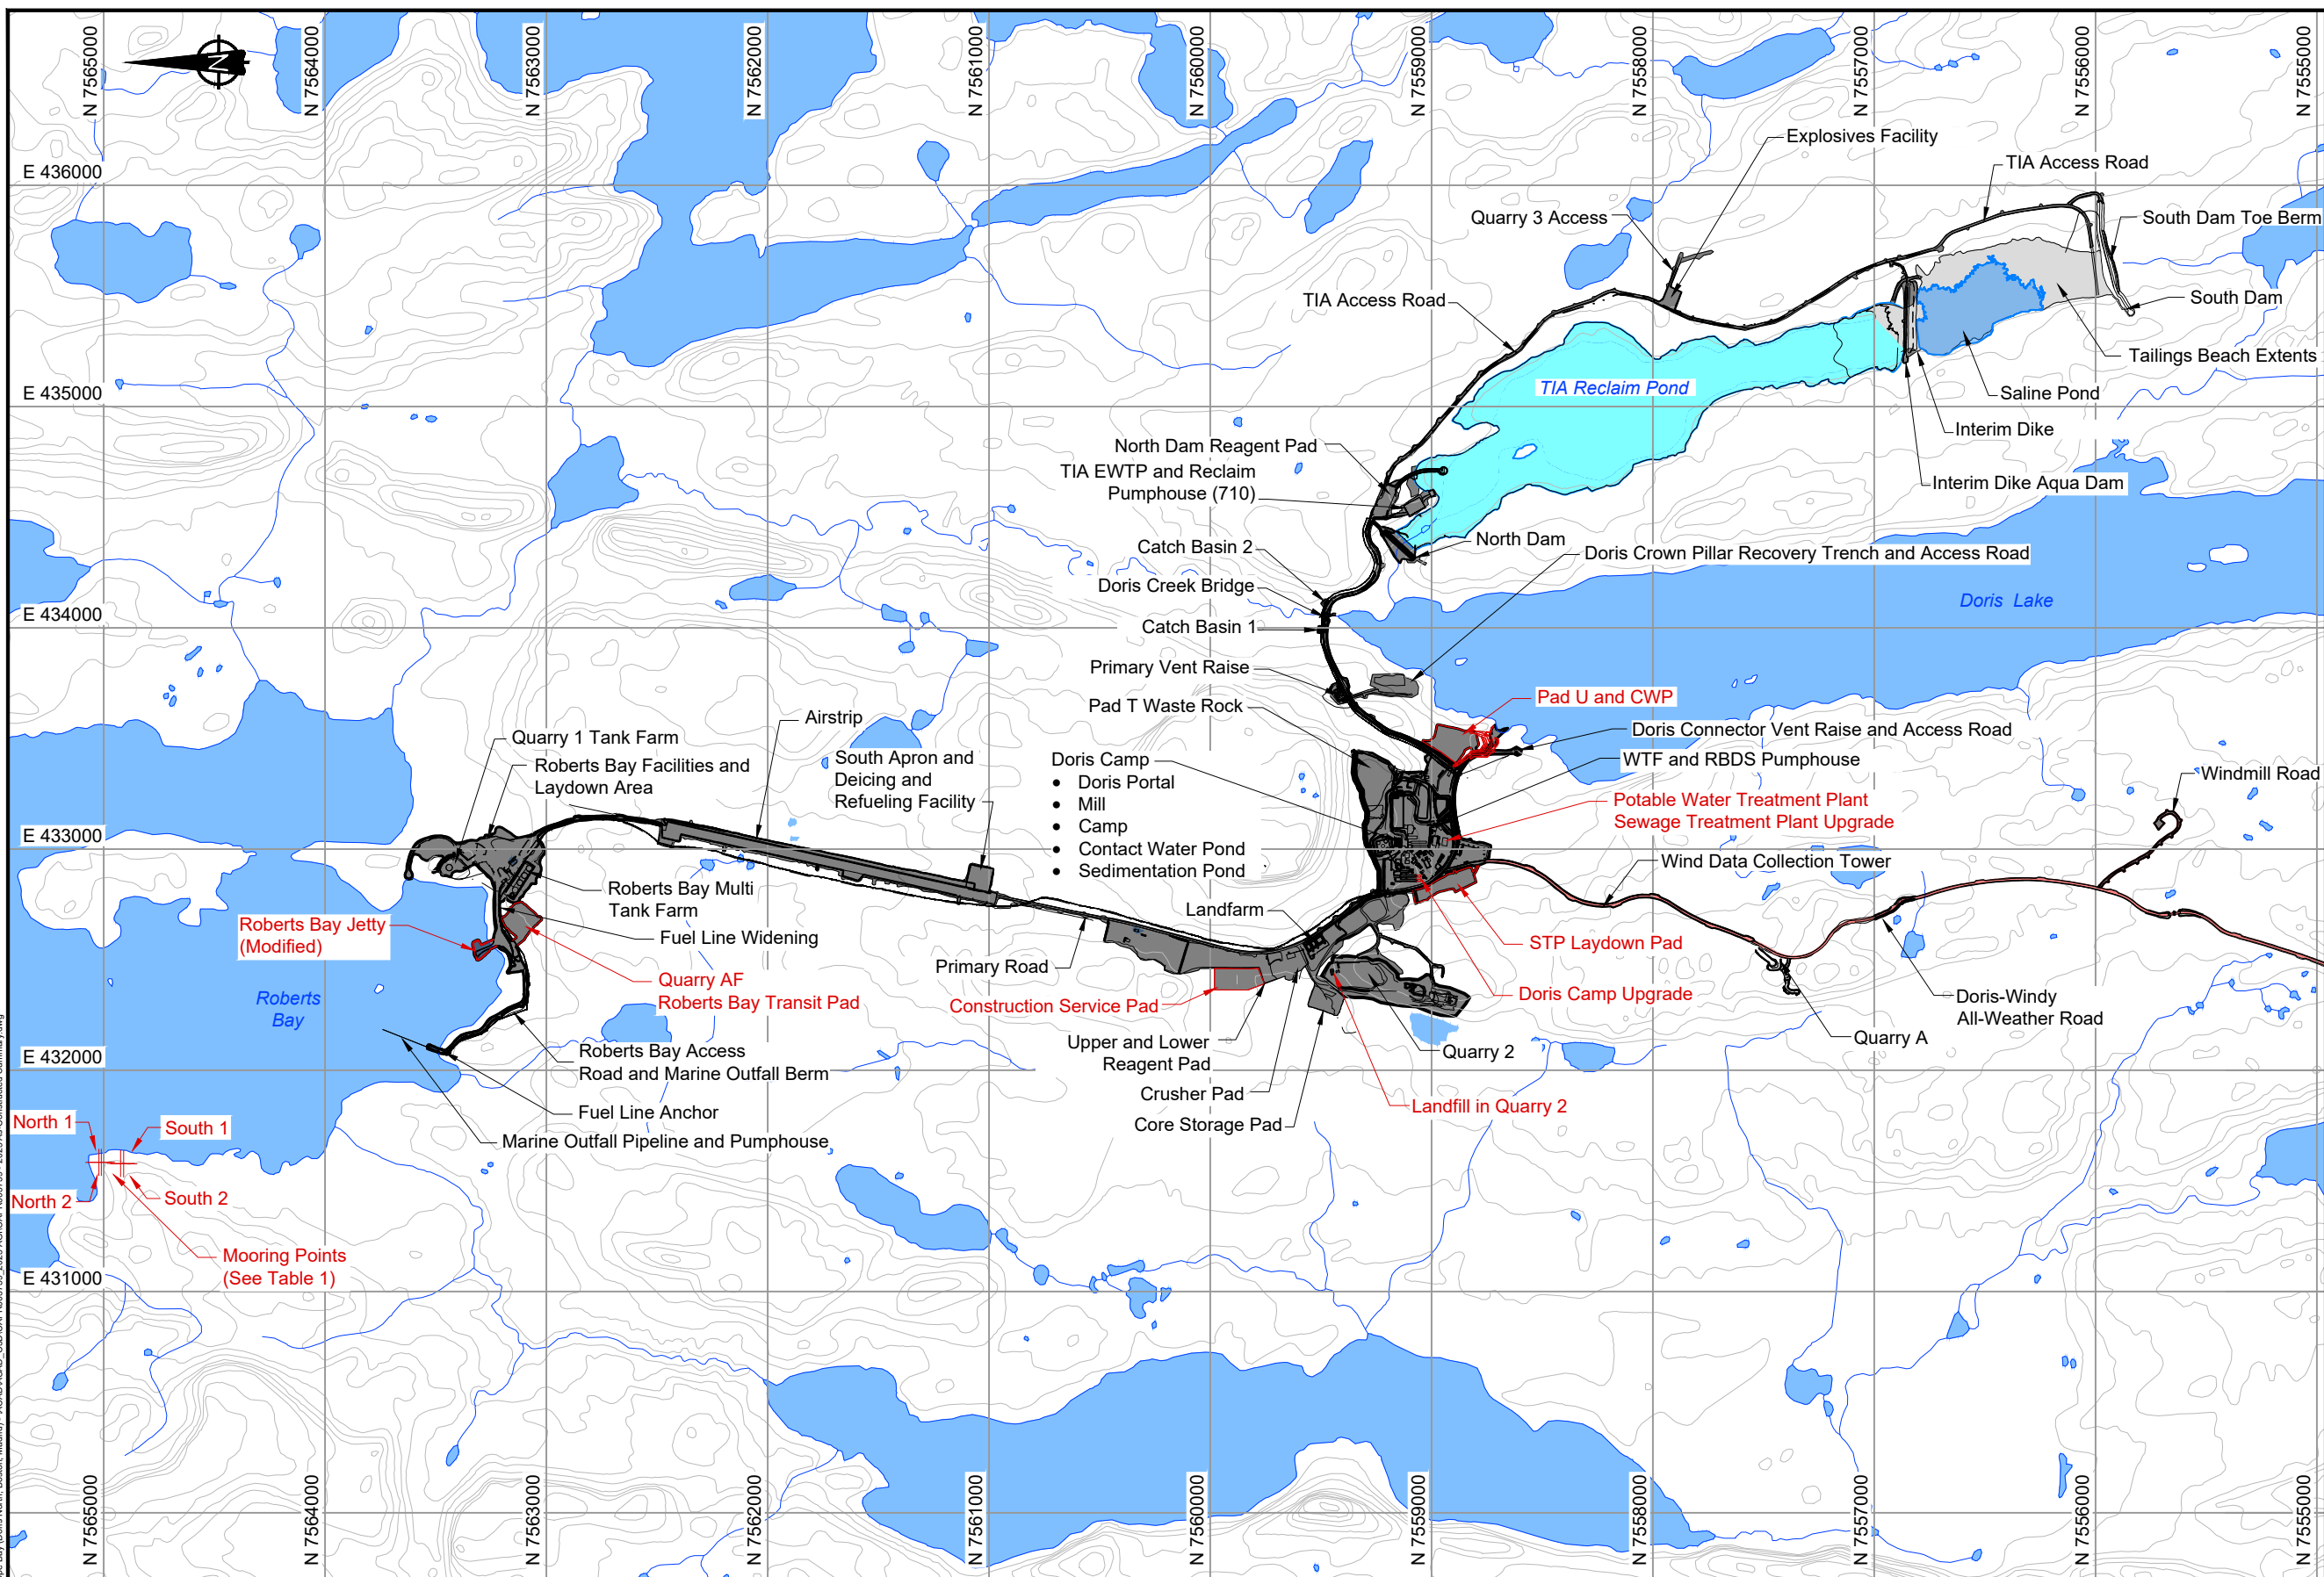 N 7565000
N 7564000
N 7563000
N 7562000
N 7561000
N 7560000
N 7559000
N 7558000
N 7557000
N 7556000
N 7555000
N
E 436000
E 435000
E 434000
E 433000
E 432000
E 431000
Explosives Facility
TIA Access Road
Quarry 3 Access
South Dam Toe Berm
TIA Access Road
South Dam
Tailings Beach Extents
TIA Reclaim Pond
Saline Pond
Interim Dike
Interim Dike Aqua Dam
North Dam Reagent Pad
TIA EWTP and Reclaim
Pumphouse (710)
North Dam
Catch Basin 2
Doris Crown Pillar Recovery Trench and Access Road
Doris Creek Bridge
Doris Lake
Catch Basin 1
Primary Vent Raise
Pad T Waste Rock
Pad U and CWP
Doris Connector Vent Raise and Access Road
WTF and RBDS Pumphouse
Windmill Road
Potable Water Treatment Plant
Sewage Treatment Plant Upgrade
Wind Data Collection Tower
Airstrip
Quarry 1 Tank Farm
Roberts Bay Facilities and
Laydown Area
South Apron and
Deicing and
Refueling Facility
Doris Camp
• Doris Portal
• Mill
• Camp
• Contact Water Pond
• Sedimentation Pond
Roberts Bay Multi
Tank Farm
Landfarm
Roberts Bay Jetty
(Modified)
Fuel Line Widening
Quarry AF
Roberts Bay Transit Pad
Primary Road
STP Laydown Pad
Construction Service Pad
Doris Camp Upgrade
Doris-Windy
All-Weather Road
Roberts
Bay
Quarry A
Upper and Lower
Reagent Pad
Quarry 2
Roberts Bay Access
Road and Marine Outfall Berm
Crusher Pad
Landfill in Quarry 2
Fuel Line Anchor
Core Storage Pad
Marine Outfall Pipeline and Pumphouse
North 1
South 1
North 2
South 2
Mooring Points
(See Table 1)
N 7565000
N 7564000
N 7563000
N 7562000
N 7561000
N 7560000
N 7559000
N 7558000
N 7557000
N 7556000
N 7555000